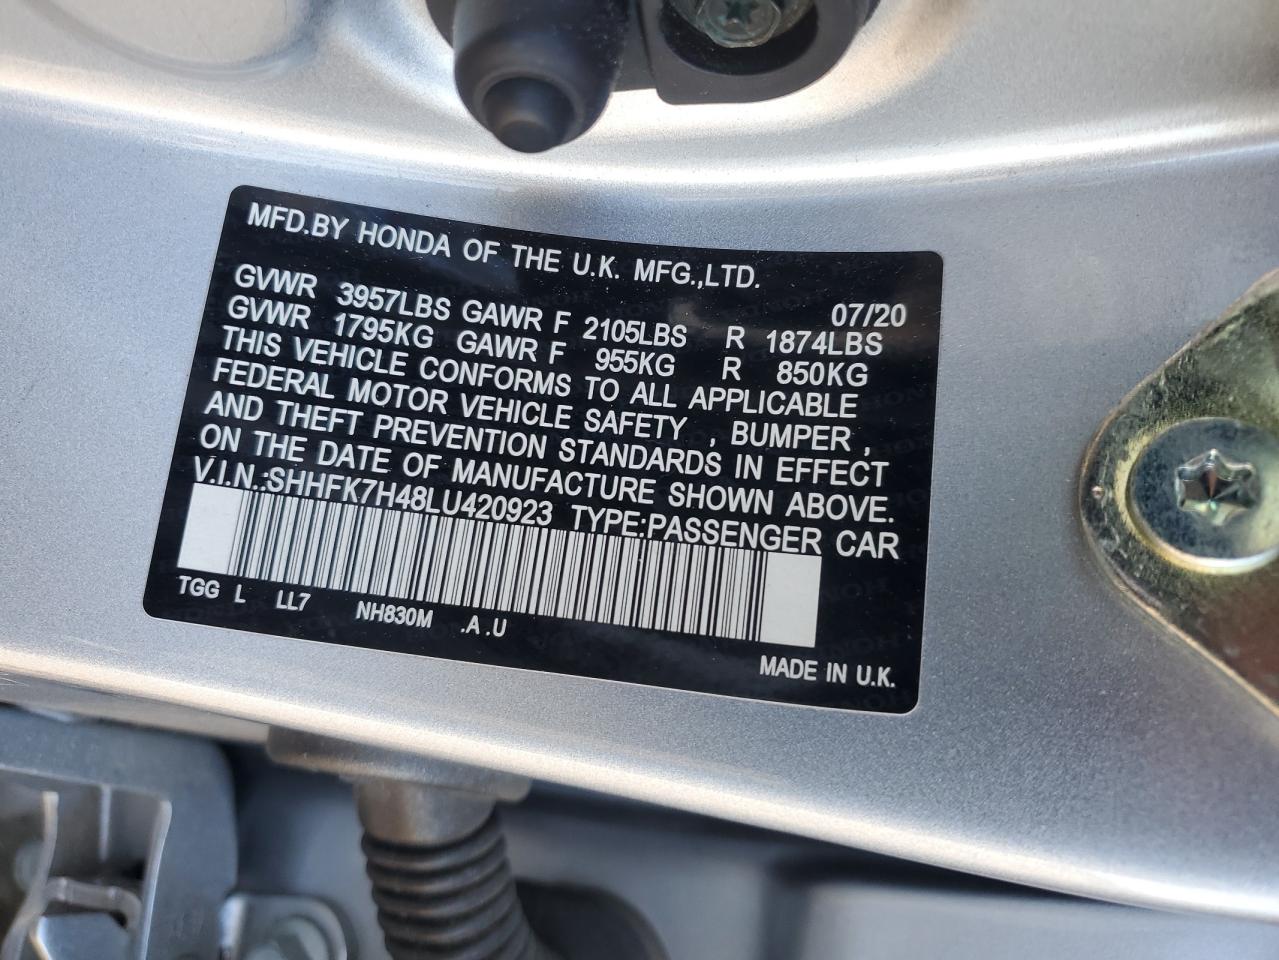 MFD.BY HONDA OF THE U.K. MFG.,LTD.
07/20
GVWR 3957LBS GAWR F 2105LBS R 1874LBS
GVWR 1795KG GAWR F 955KG R 850KG
THIS VEHICLE CONFORMS TO ALL APPLICABLE
FEDERAL MOTOR VEHICLE SAFETY , BUMPER ,
AND THEFT PREVENTION STANDARDS IN EFFECT
ON THE DATE OF MANUFACTURE SHOWN ABOVE.
V.I.N.:SHHFK7H48LU420923 TYPE:PASSENGER CAR
TGG L LL7 NH830M .A .U
MADE IN U.K.